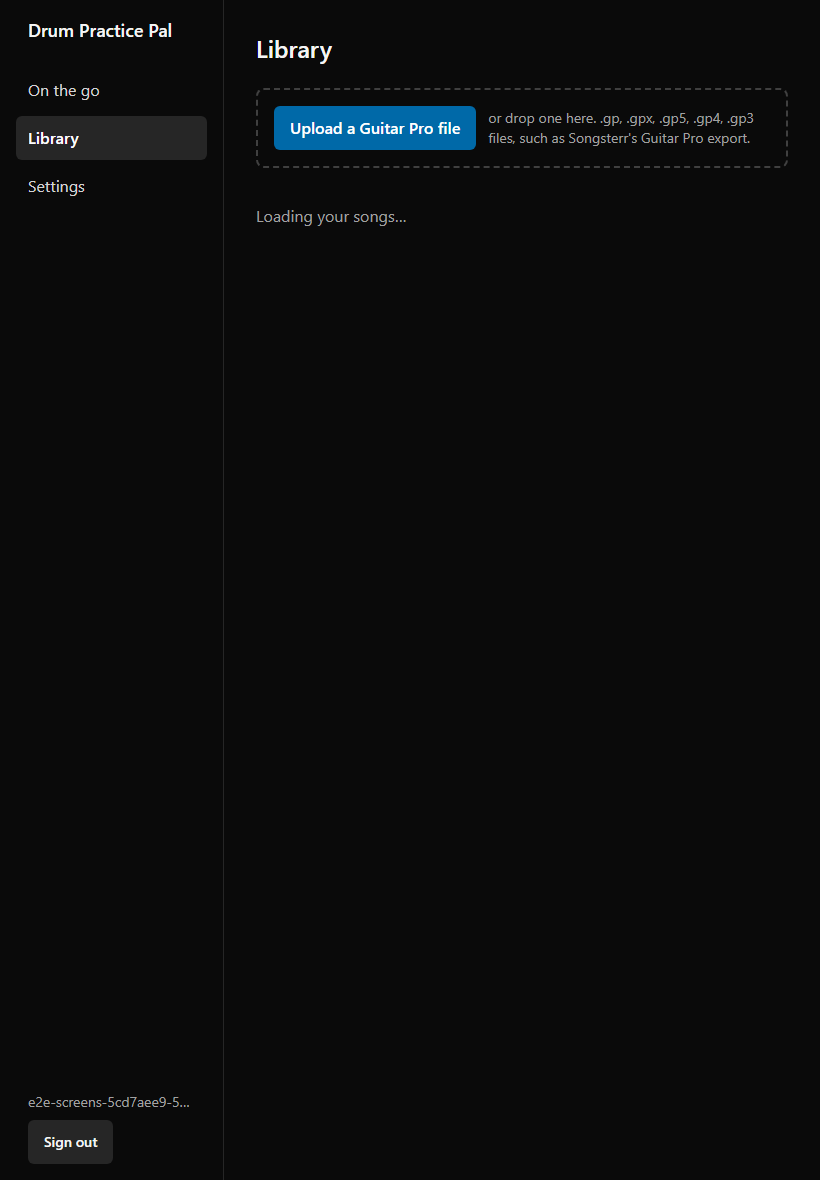 Drum Practice Pal
On the go
Library
Settings
e2e-screens-5cd7aee9-5...
Sign out
Library
Upload a Guitar Pro file
or drop one here. .gp, .gpx, .gp5, .gp4, .gp3
files, such as Songsterr's Guitar Pro export.
Loading your songs...